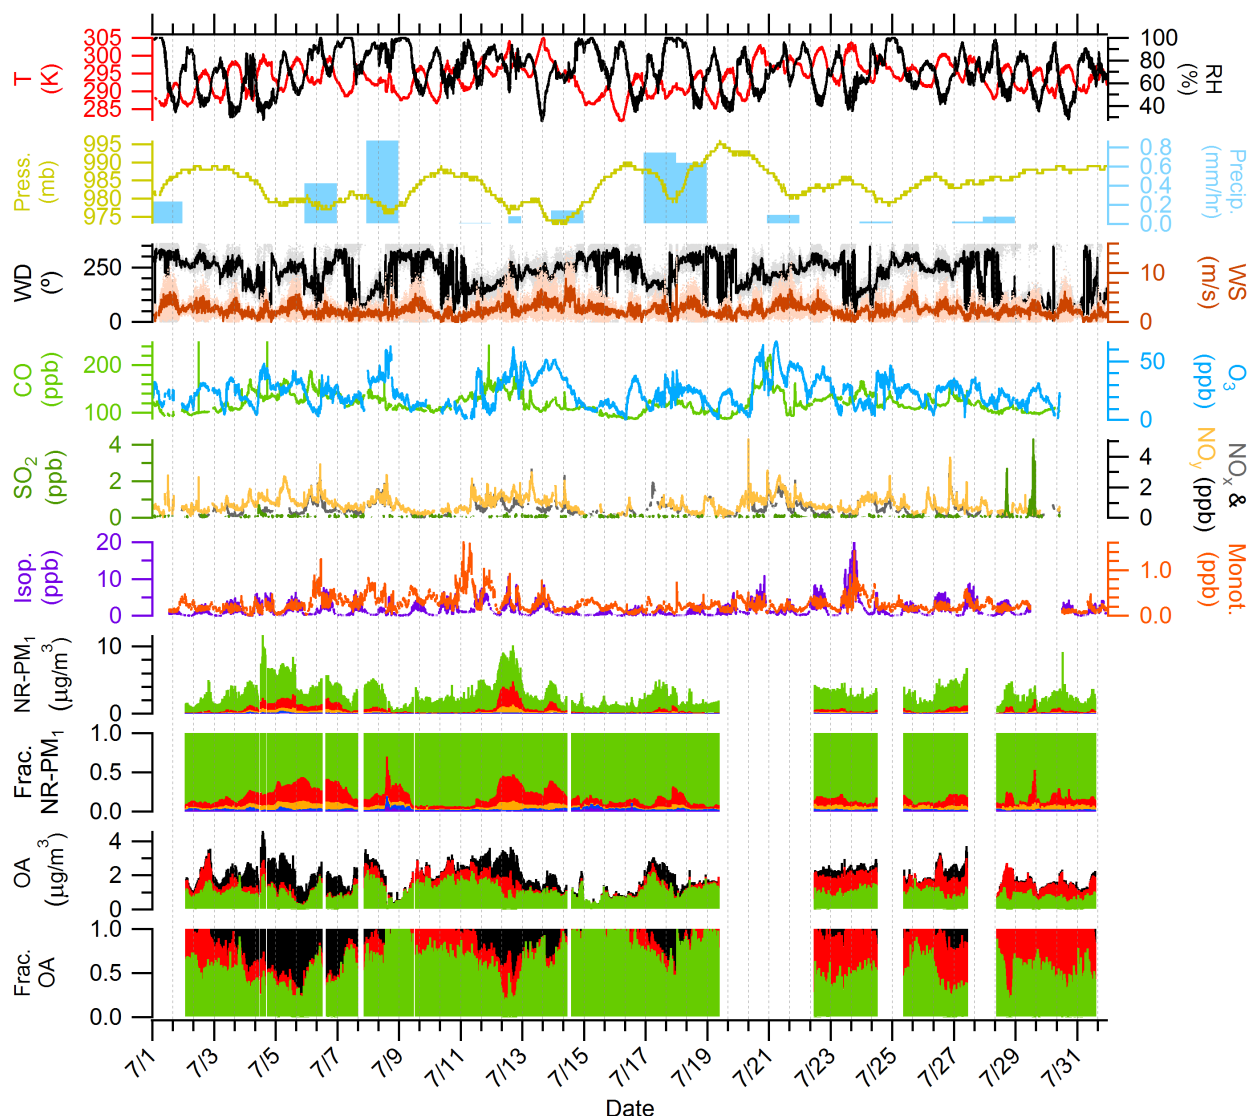 305
300
295
290
285
T
(K)
100
80
60
40
RH
(%)
995
990
985
980
975
Press.
(mb)
0.8
0.6
0.4
0.2
0.0
Precip.
(mm/hr)
250
0
WD
(º)
10
0
WS
(m/s)
200
100
CO
(ppb)
50
0
O3
(ppb)
4
2
0
SO2
(ppb)
4
2
0
NOx &
NOy (ppb)
20
10
0
Isop.
(ppb)
1.0
0.0
Monot.
(ppb)
10
0
NR-PM1
(µg/m3)
1.0
0.5
0.0
Frac.
NR-PM1
4
2
0
OA
(µg/m3)
1.0
0.5
0.0
Frac.
OA
7/1
7/3
7/5
7/7
7/9
7/11
7/13
7/15
7/17
7/19
7/21
7/23
7/25
7/27
7/29
7/31
Date